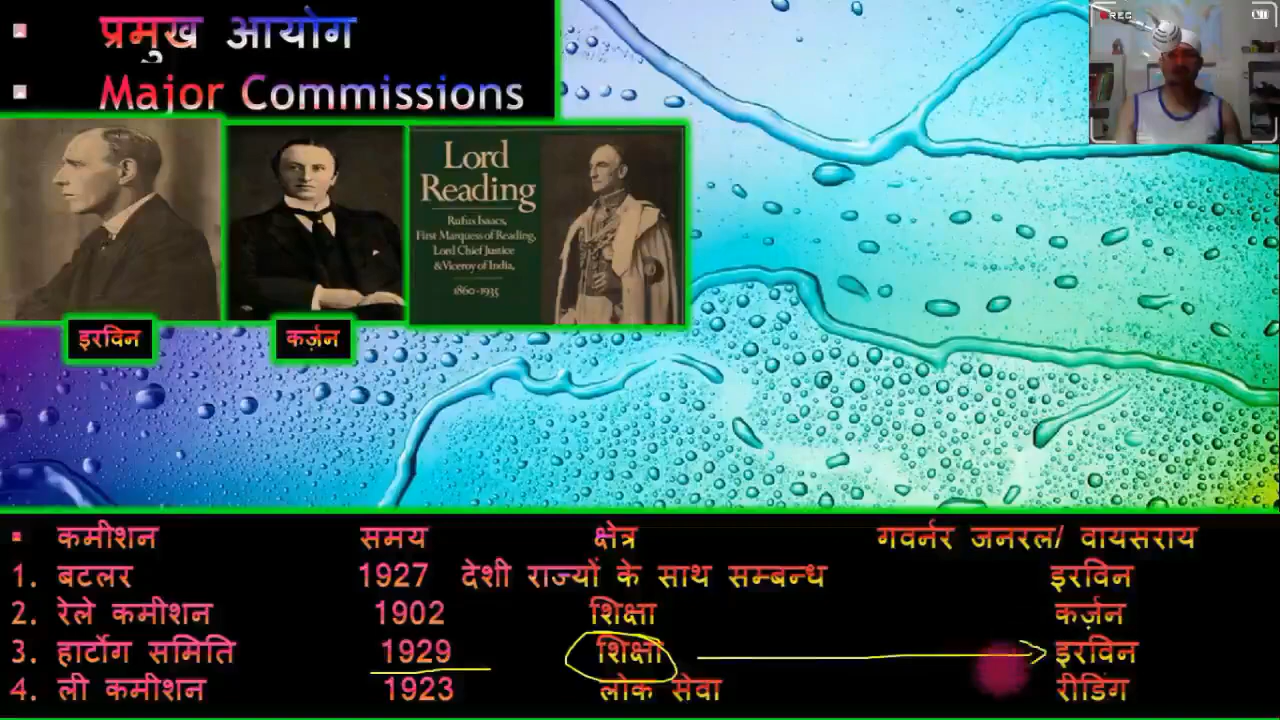 प्रमुख आयोग
Major Commissions
REC
Lord
Reading
Rufus Isaacs,
First Marquess of Reading,
Lord Chief Justice
& Viceroy of India,
1860-1935
इरविन
कर्ज़न
कमीशन समय क्षेत्र गवर्नर जनरल/ वायसराय
1. बटलर 1927 देशी राज्यों के साथ सम्बन्ध इरविन
2. रेले कमीशन 1902 शिक्षा कर्ज़न
3. हार्टोग समिति 1929 शिक्षा इरविन
4. ली कमीशन 1923 लोक सेवा रीडिंग